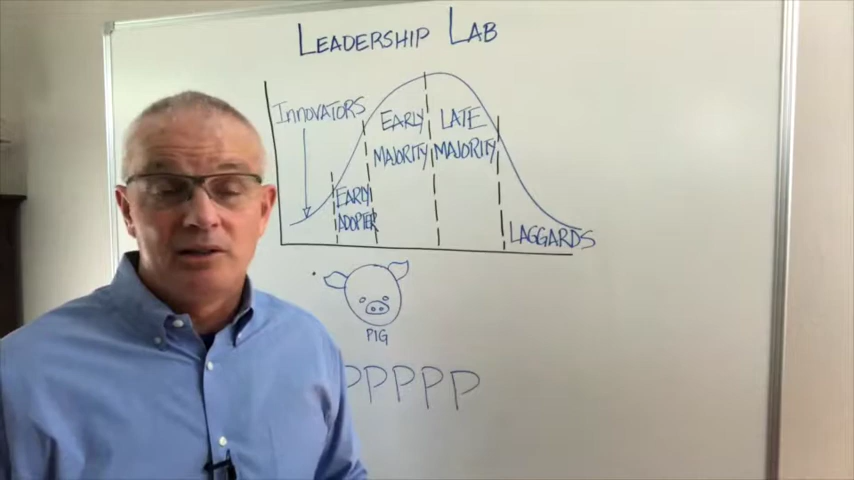 LEADERSHIP LAB
INNOVATORS
EARLY
MAJORITY
LATE
MAJORITY
EARLY
ADOPTER
LAGGARDS
PIG
PPPPP